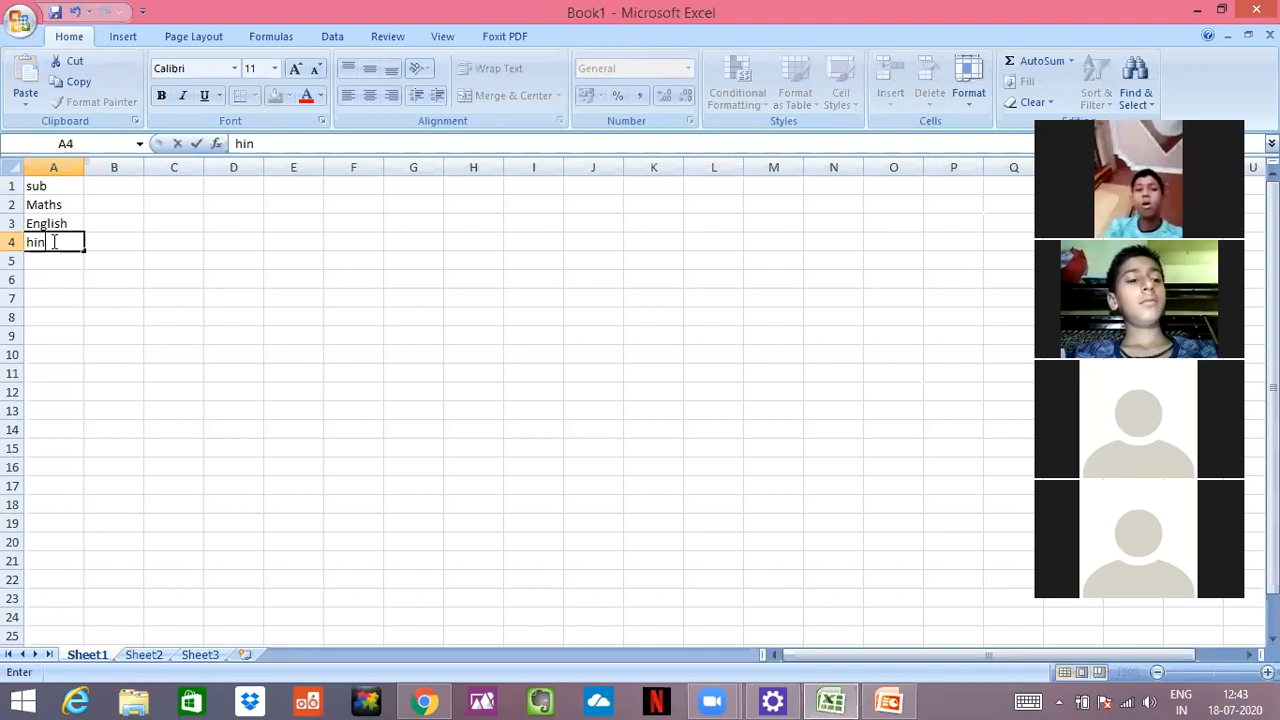 Book1 - Microsoft Excel
Home Insert Page Layout Formulas Data Review View Foxit PDF
Paste
Cut
Copy
Format Painter
Clipboard
Calibri 11
B I U
Font
Wrap Text
Merge & Center
Alignment
General
% ,
Number
Conditional Formatting
Format as Table
Cell Styles
Styles
Insert
Delete
Format
Cells
Σ AutoSum
Fill
Clear
Sort & Filter
Find & Select
A4 fx hin
A B C D E F G H I J K L M N O P Q U
1 sub
2 Maths
3 English
4 hin
5
6
7
8
9
10
11
12
13
14
15
16
17
18
19
20
21
22
23
24
25
Sheet1 Sheet2 Sheet3
Enter
ENG 12:43
IN 18-07-2020